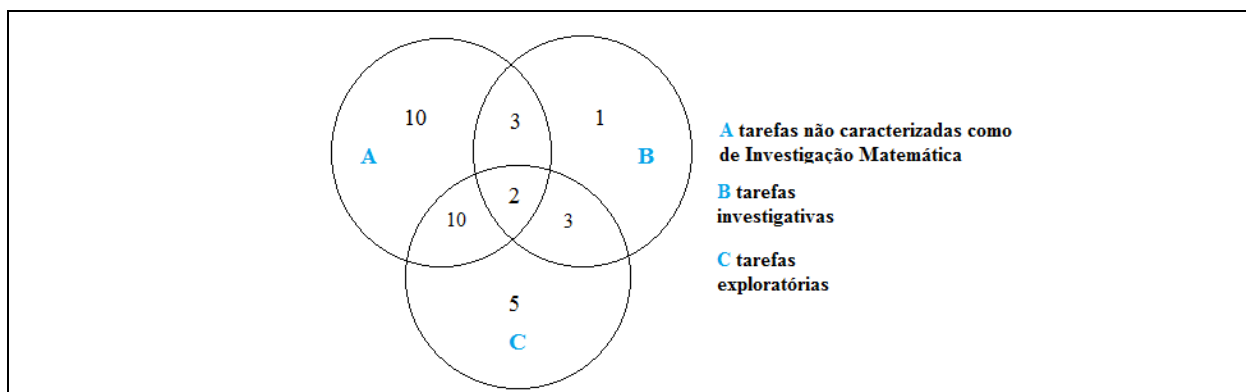 10
3
1
A
B
2
10
3
5
C
A tarefas não caracterizadas como
de Investigação Matemática
B tarefas
investigativas
C tarefas
exploratórias